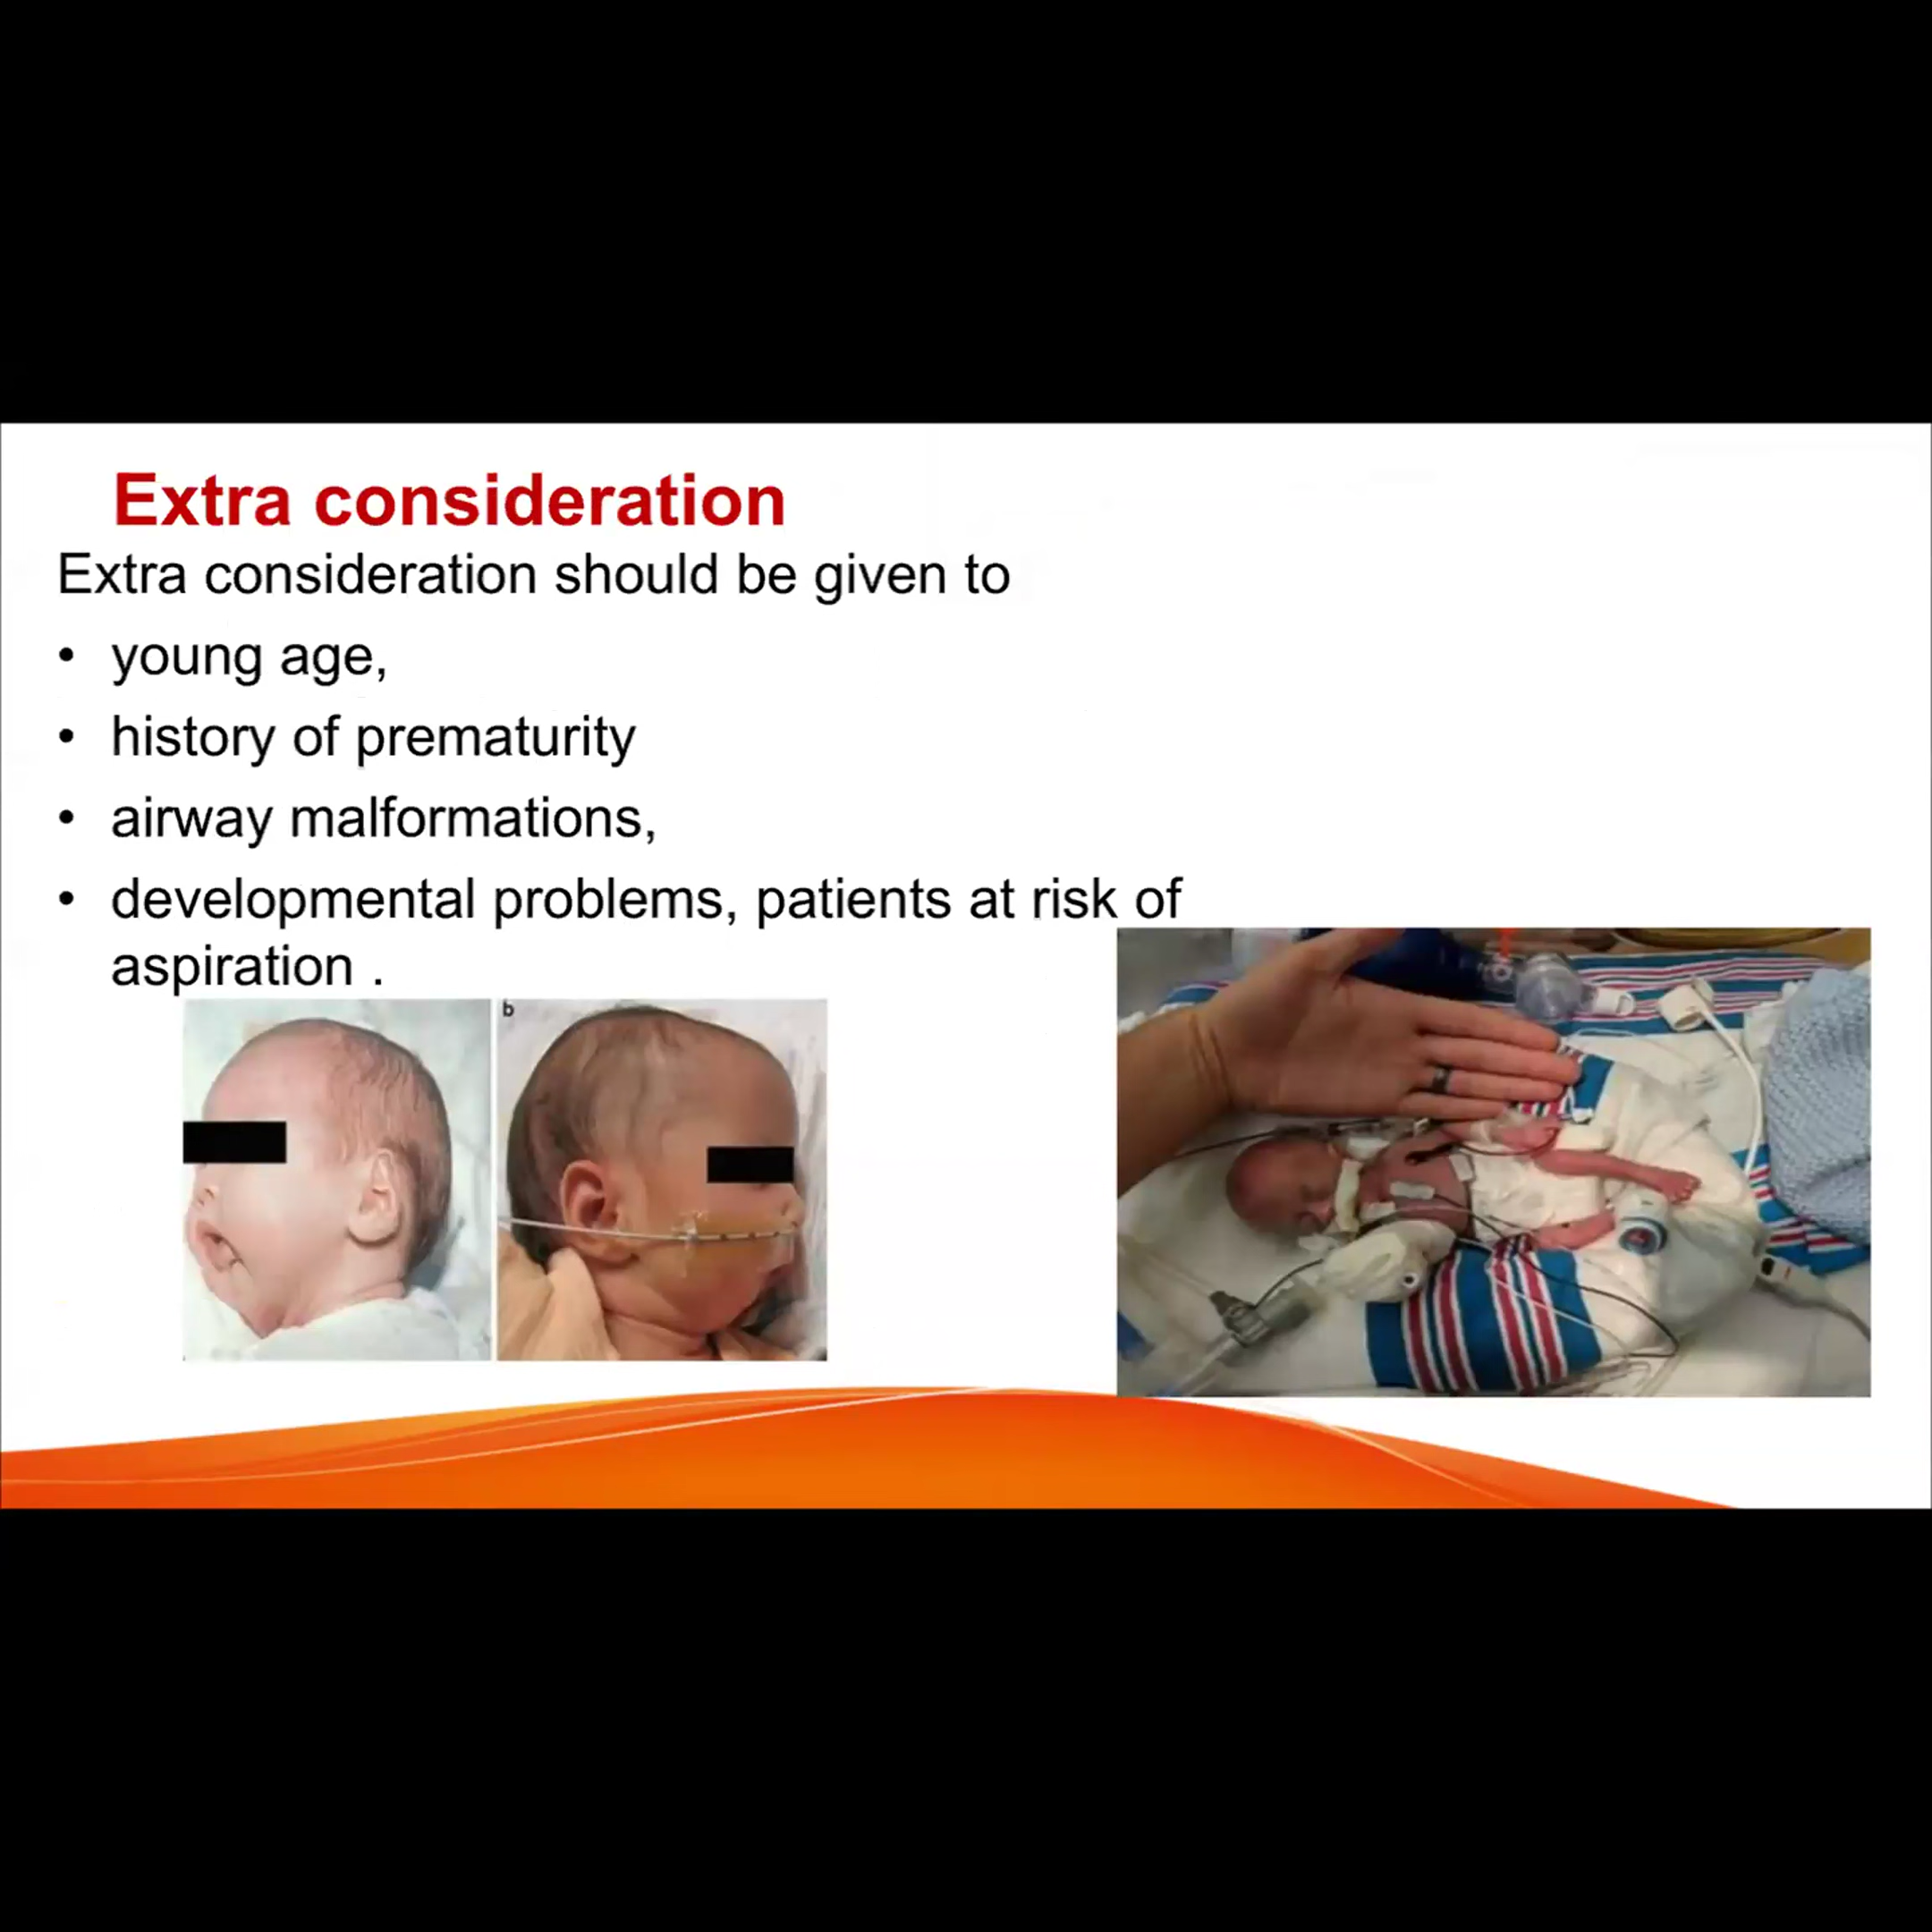 Extra consideration
Extra consideration should be given to
• young age,
• history of prematurity
• airway malformations,
• developmental problems, patients at risk of
aspiration .
b